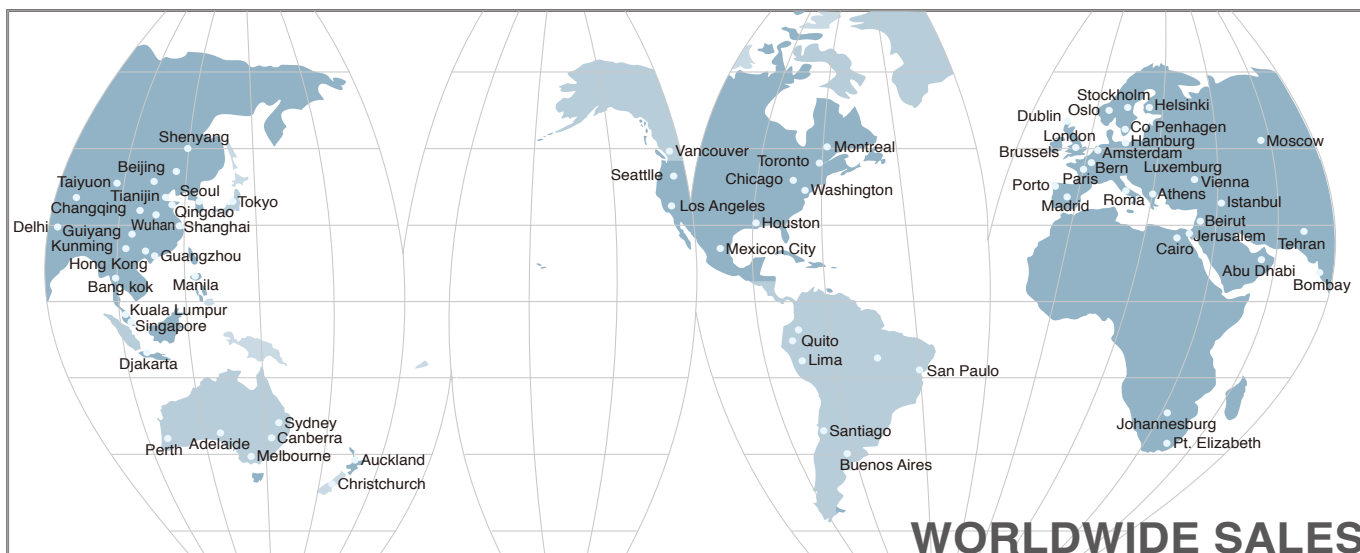 Shenyang
Beijing
Taiyuon
Tianijin
Seoul
Changqing
Qingdao
Tokyo
Delhi
Guiyang
Wuhan
Shanghai
Kunming
Hong Kong
Guangzhou
Bang kok
Manila
Kuala Lumpur
Singapore
Djakarta
Sydney
Perth
Adelaide
Canberra
Melbourne
Auckland
Christchurch
Vancouver
Seattlle
Los Angeles
Mexicon City
Montreal
Toronto
Chicago
Washington
Houston
Quito
Lima
San Paulo
Santiago
Buenos Aires
Stockholm
Dublin
Oslo
Helsinki
London
Co Penhagen
Hamburg
Brussels
Amsterdam
Moscow
Paris
Bern
Luxemburg
Vienna
Porto
Madrid
Roma
Athens
Istanbul
Beirut
Jerusalem
Cairo
Tehran
Abu Dhabi
Bombay
Johannesburg
Pt. Elizabeth
WORLDWIDE SALES